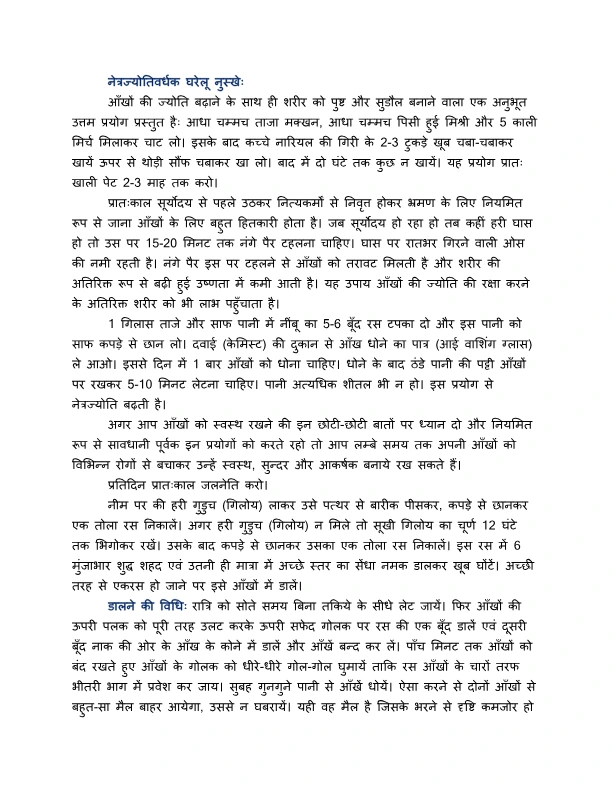 नेत्रज्योतिवर्धक घरेलू नुस्खेः
आँखों की ज्योति बढ़ाने के साथ ही शरीर को पुष्ट और सुडौल बनाने वाला एक अनुभूत
उत्तम प्रयोग प्रस्तुत हैः आधा चम्मच ताजा मक्खन, आधा चम्मच पिसी हुई मिश्री और 5 काली
मिर्च मिलाकर चाट लो। इसके बाद कच्चे नारियल की गिरी के 2-3 टुकड़े खूब चबा-चबाकर
खायें ऊपर से थोड़ी सौंफ चबाकर खा लो। बाद में दो घंटे तक कुछ न खायें। यह प्रयोग प्रातः
खाली पेट 2-3 माह तक करो।
प्रातःकाल सूर्योदय से पहले उठकर नित्यकर्मों से निवृत्त होकर भ्रमण के लिए नियमित
रूप से जाना आँखों के लिए बहुत हितकारी होता है। जब सूर्योदय हो रहा हो तब कहीं हरी घास
हो तो उस पर 15-20 मिनट तक नंगे पैर टहलना चाहिए। घास पर रातभर गिरने वाली ओस
की नमी रहती है। नंगे पैर इस पर टहलने से आँखों को तरावट मिलती है और शरीर की
अतिरिक्त रूप से बढ़ी हुई उष्णता में कमी आती है। यह उपाय आँखों की ज्योति की रक्षा करने
के अतिरिक्त शरीर को भी लाभ पहुँचाता है।
1 गिलास ताजे और साफ पानी में नींबू का 5-6 बूँद रस टपका दो और इस पानी को
साफ कपड़े से छान लो। दवाई (केमिस्ट) की दुकान से आँख धोने का पात्र (आई वाशिंग ग्लास)
ले आओ। इससे दिन में 1 बार आँखों को धोना चाहिए। धोने के बाद ठंडे पानी की पट्टी आँखों
पर रखकर 5-10 मिनट लेटना चाहिए। पानी अत्यधिक शीतल भी न हो। इस प्रयोग से
नेत्रज्योति बढ़ती है।
अगर आप आँखों को स्वस्थ रखने की इन छोटी-छोटी बातों पर ध्यान दो और नियमित
रूप से सावधानी पूर्वक इन प्रयोगों को करते रहो तो आप लम्बे समय तक अपनी आँखों को
विभिन्न रोगों से बचाकर उन्हें स्वस्थ, सुन्दर और आकर्षक बनाये रख सकते हैं।
प्रतिदिन प्रातःकाल जलनेति करो।
नीम पर की हरी गुड़ुच (गिलोय) लाकर उसे पत्थर से बारीक पीसकर, कपड़े से छानकर
एक तोला रस निकालें। अगर हरी गुड़ुच (गिलोय) न मिले तो सूखी गिलोय का चूर्ण 12 घंटे
तक भिगोकर रखें। उसके बाद कपड़े से छानकर उसका एक तोला रस निकालें। इस रस में 6
मुंजाभार शुद्ध शहद एवं उतनी ही मात्रा में अच्छे स्तर का सेंधा नमक डालकर खूब घोंटें। अच्छी
तरह से एकरस हो जाने पर इसे आँखों में डालें।
डालने की विधिः रात्रि को सोते समय बिना तकिये के सीधे लेट जायें। फिर आँखों की
ऊपरी पलक को पूरी तरह उलट करके ऊपरी सफेद गोलक पर रस की एक बूँद डालें एवं दूसरी
बूँद नाक की ओर के आँख के कोने में डालें और आँखें बन्द कर लें। पाँच मिनट तक आँखों को
बंद रखते हुए आँखों के गोलक को धीरे-धीरे गोल-गोल घुमायें ताकि रस आँखों के चारों तरफ
भीतरी भाग में प्रवेश कर जाय। सुबह गुनगुने पानी से आँखें धोयें। ऐसा करने से दोनों आँखों से
बहुत-सा मैल बाहर आयेगा, उससे न घबरायें। यही वह मैल है जिसके भरने से दृष्टि कमजोर हो